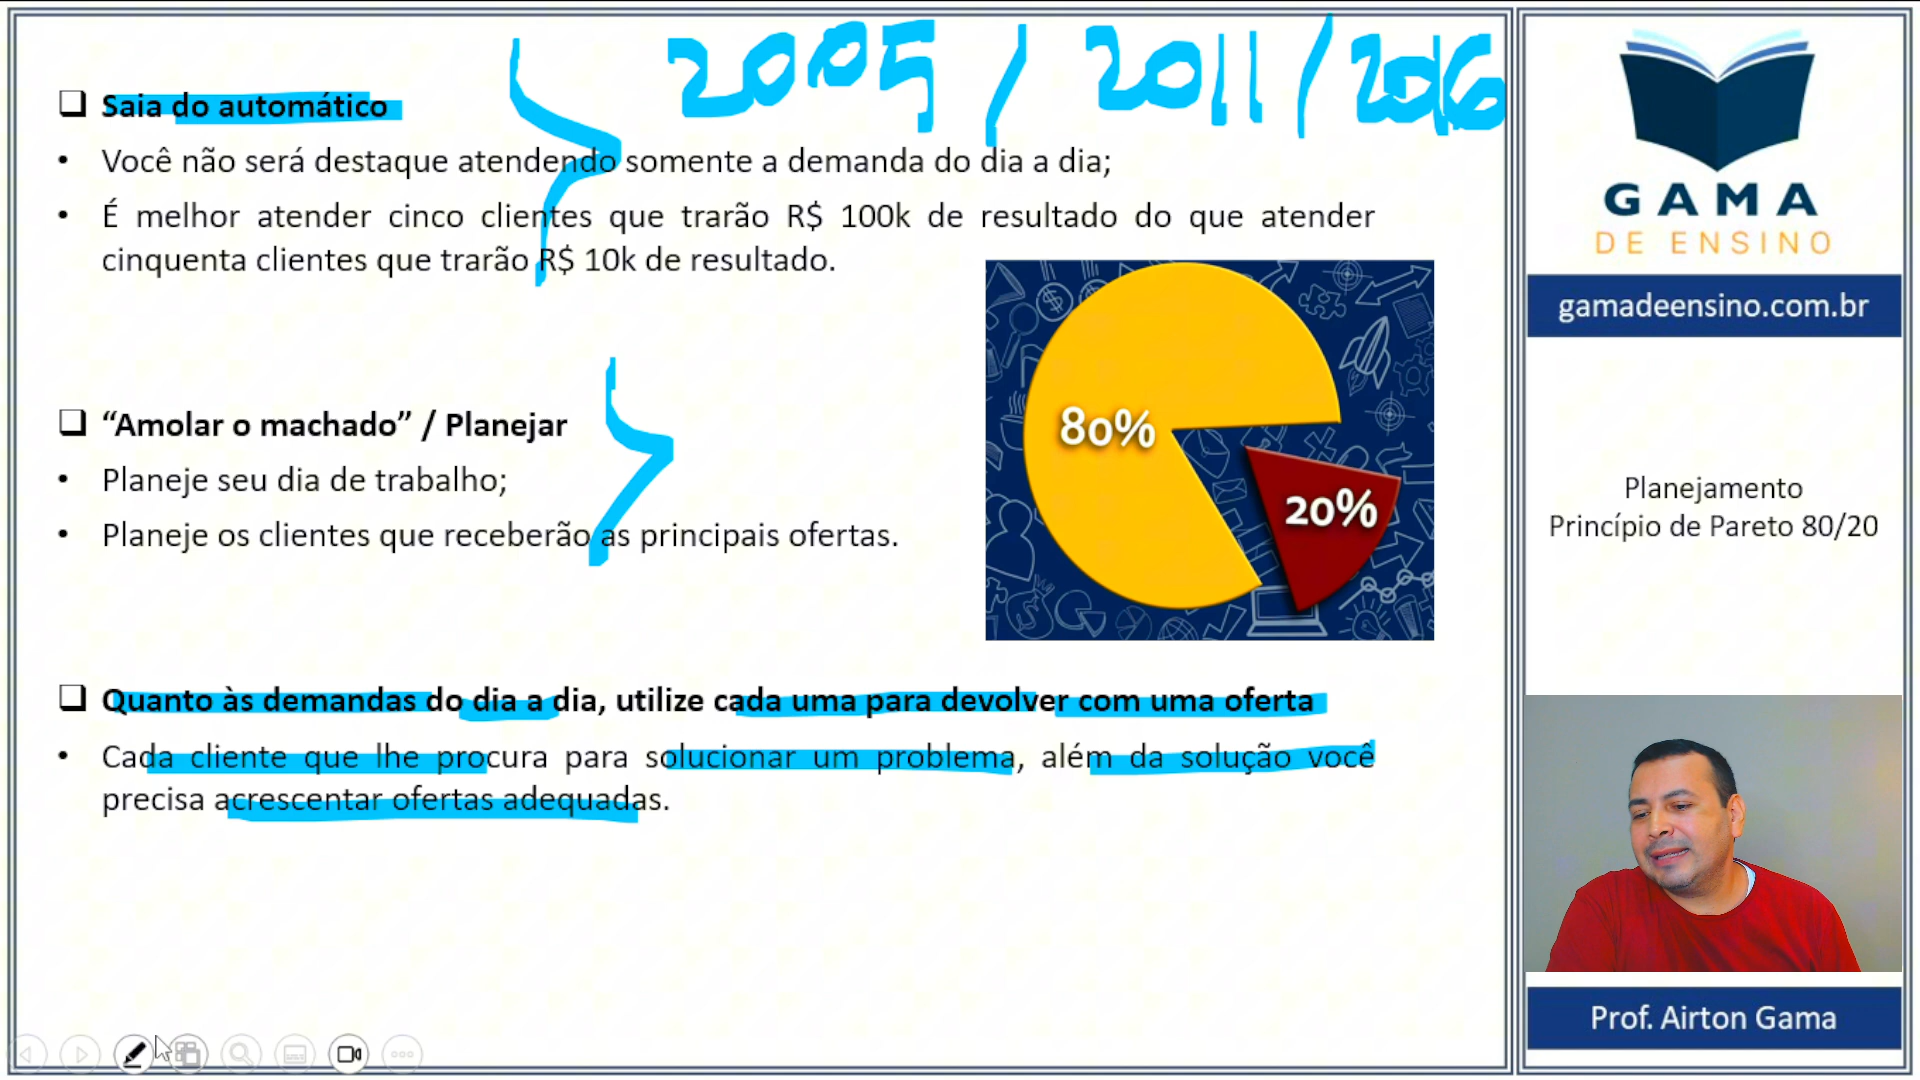 2005 / 2011 / 2016
Saia do automático
• Você não será destaque atendendo somente a demanda do dia a dia;
• É melhor atender cinco clientes que trarão R$ 100k de resultado do que atender
cinquenta clientes que trarão R$ 10k de resultado.
80%
20%
“Amolar o machado” / Planejar
• Planeje seu dia de trabalho;
• Planeje os clientes que receberão as principais ofertas.
Quanto às demandas do dia a dia, utilize cada uma para devolver com uma oferta
• Cada cliente que lhe procura para solucionar um problema, além da solução você
precisa acrescentar ofertas adequadas.
GAMA
DE ENSINO
gamadeensino.com.br
Planejamento
Princípio de Pareto 80/20
Prof. Airton Gama